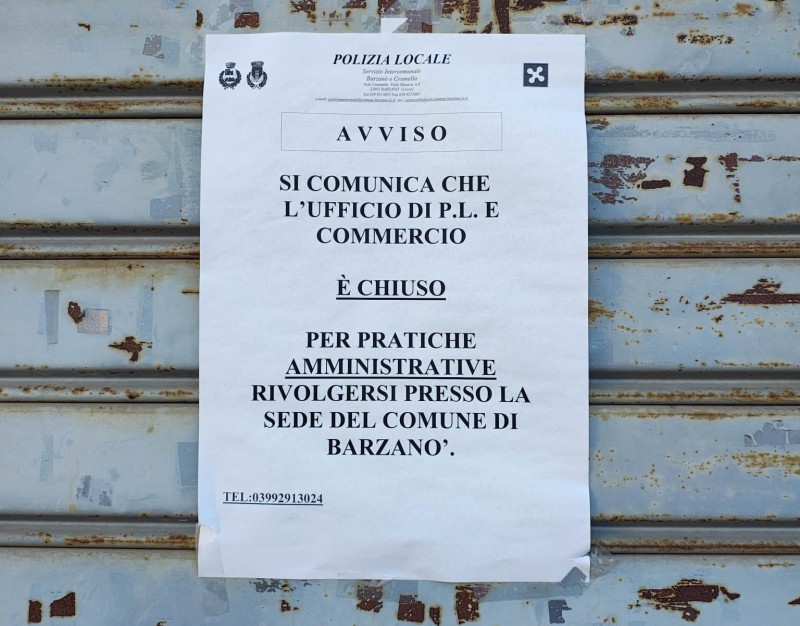 POLIZIA LOCALE
Servizio Intercomunale
Barzanò e Cremella
AVVISO
SI COMUNICA CHE
L'UFFICIO DI P.L. E
COMMERCIO
È CHIUSO
PER PRATICHE
AMMINISTRATIVE
RIVOLGERSI PRESSO LA
SEDE DEL COMUNE DI
BARZANO'.
TEL:03992913024